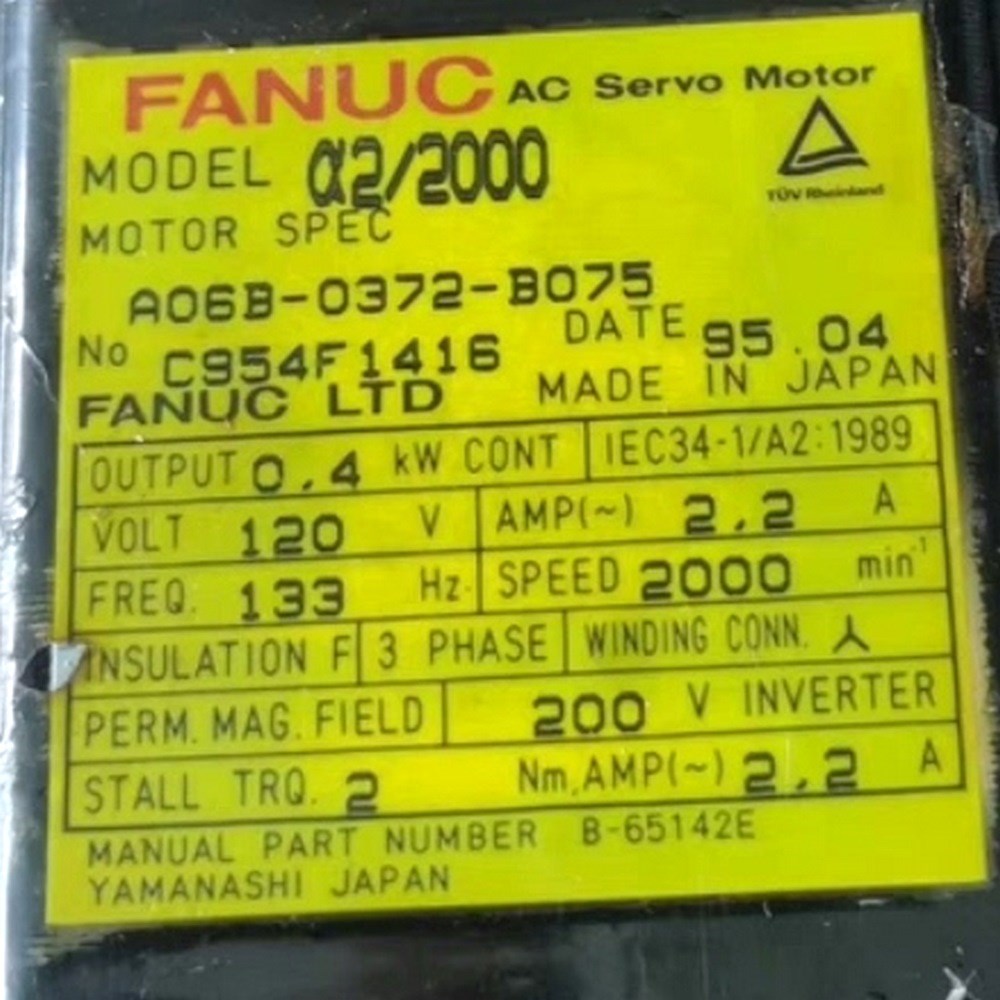 FANUC AC Servo Motor
MODEL α2/2000
TÜV Rheinland
MOTOR SPEC
A06B-0372-B075
No C954F1416 DATE 95.04
FANUC LTD MADE IN JAPAN
OUTPUT 0.4 kW CONT IEC34-1/A2:1989
VOLT 120 V AMP(~) 2.2 A
FREQ. 133 Hz SPEED 2000 min⁻¹
INSULATION F 3 PHASE WINDING CONN.
PERM. MAG. FIELD 200 V INVERTER
STALL TRQ. 2 Nm,AMP(~) 2.2 A
MANUAL PART NUMBER B-65142E
YAMANASHI JAPAN